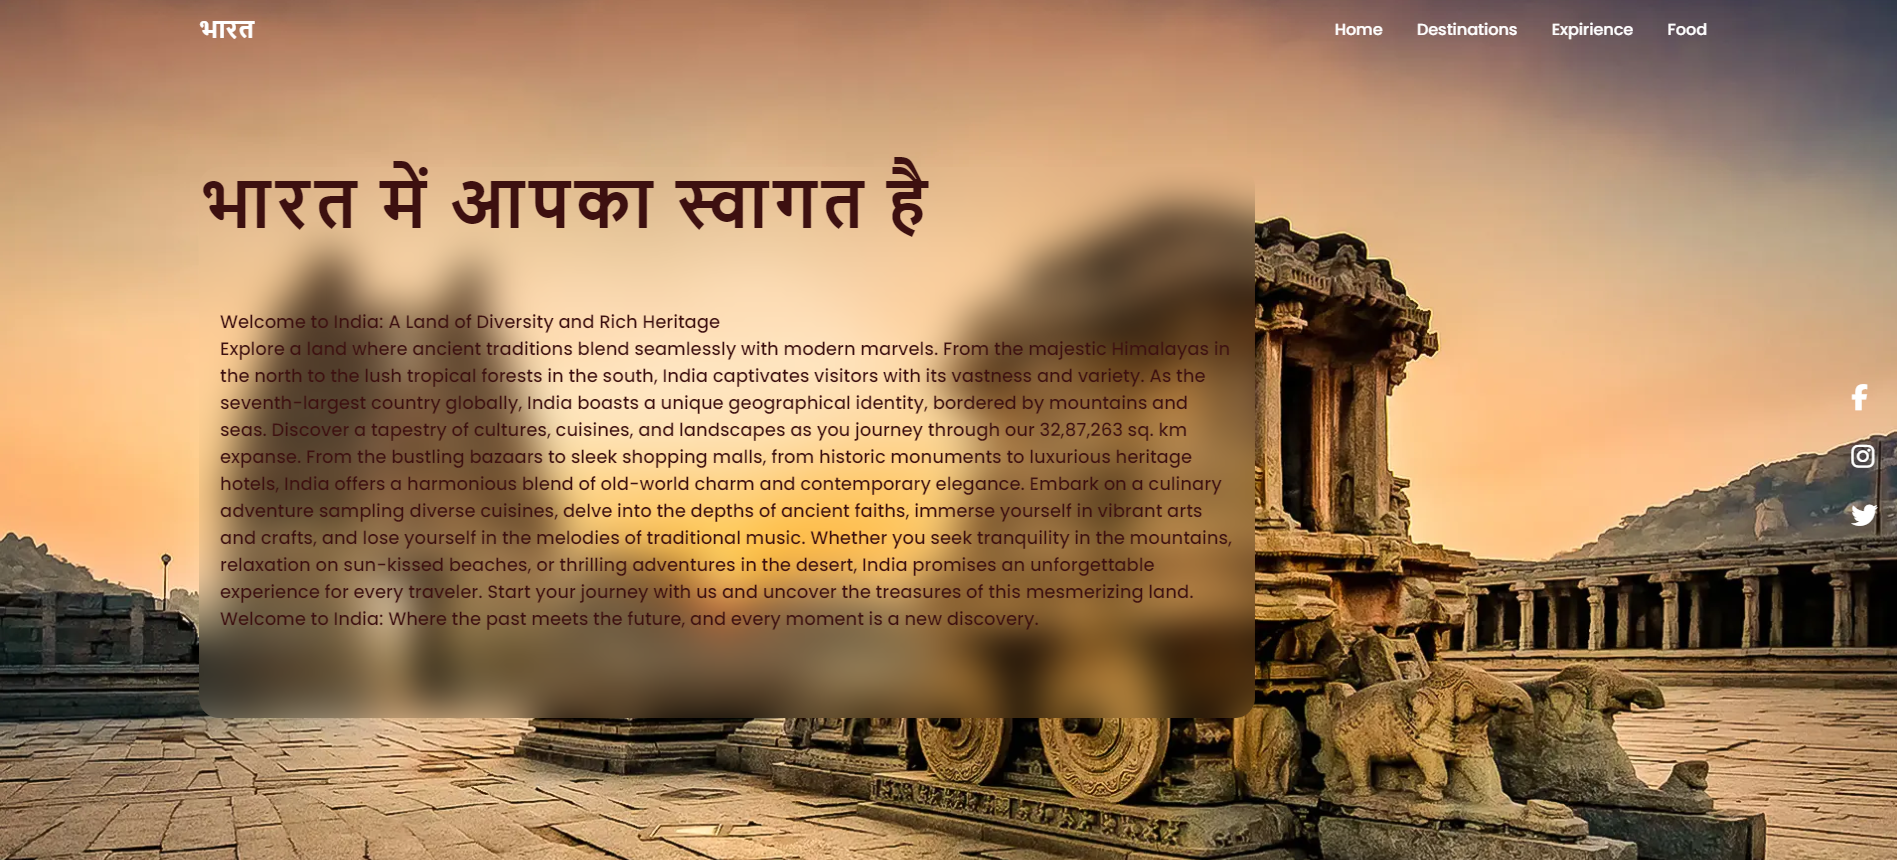 भारत
Home Destinations Expirience Food
भारत में आपका स्वागत है
Welcome to India: A Land of Diversity and Rich Heritage
Explore a land where ancient traditions blend seamlessly with modern marvels. From the majestic Himalayas in
the north to the lush tropical forests in the south, India captivates visitors with its vastness and variety. As the
seventh-largest country globally, India boasts a unique geographical identity, bordered by mountains and
seas. Discover a tapestry of cultures, cuisines, and landscapes as you journey through our 32,87,263 sq. km
expanse. From the bustling bazaars to sleek shopping malls, from historic monuments to luxurious heritage
hotels, India offers a harmonious blend of old-world charm and contemporary elegance. Embark on a culinary
adventure sampling diverse cuisines, delve into the depths of ancient faiths, immerse yourself in vibrant arts
and crafts, and lose yourself in the melodies of traditional music. Whether you seek tranquility in the mountains,
relaxation on sun-kissed beaches, or thrilling adventures in the desert, India promises an unforgettable
experience for every traveler. Start your journey with us and uncover the treasures of this mesmerizing land.
Welcome to India: Where the past meets the future, and every moment is a new discovery.